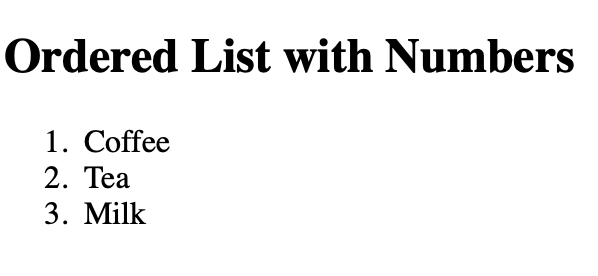 Ordered List with Numbers
1. Coffee
2. Tea
3. Milk